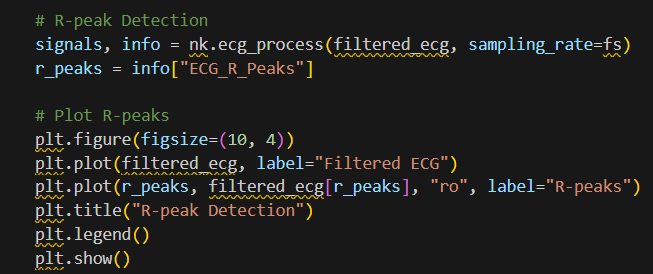 # R-peak Detection
signals, info = nk.ecg_process(filtered_ecg, sampling_rate=fs)
r_peaks = info["ECG_R_Peaks"]
# Plot R-peaks
plt.figure(figsize=(10, 4))
plt.plot(filtered_ecg, label="Filtered ECG")
plt.plot(r_peaks, filtered_ecg[r_peaks], "ro", label="R-peaks")
plt.title("R-peak Detection")
plt.legend()
plt.show()